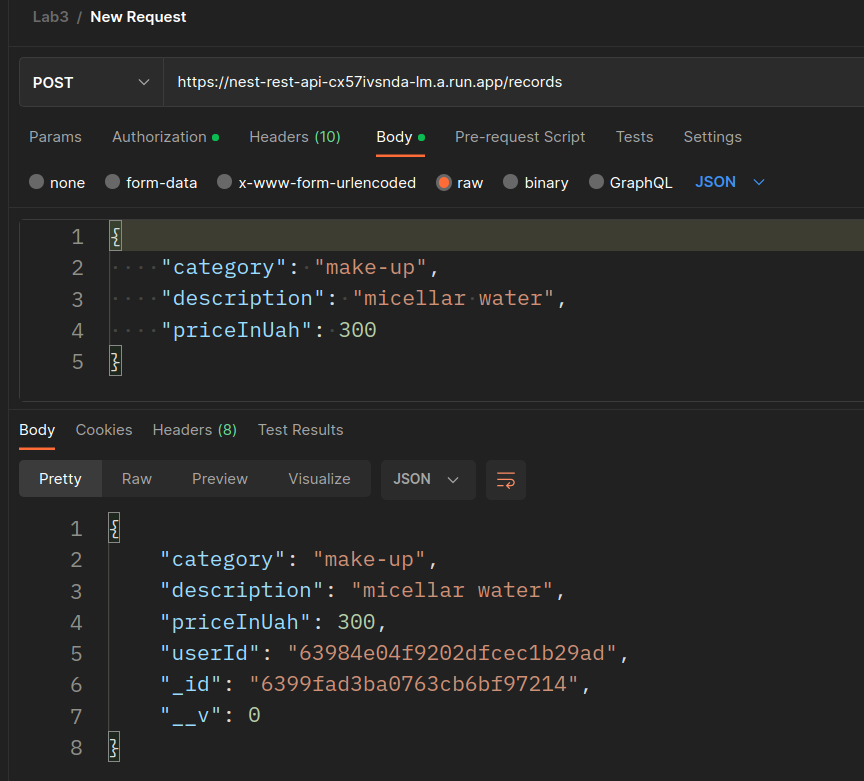 Lab3 / New Request
POST https://nest-rest-api-cx57ivsnda-lm.a.run.app/records
Params Authorization Headers (10) Body Pre-request Script Tests Settings
none form-data x-www-form-urlencoded raw binary GraphQL JSON
1 {
2 "category": "make-up",
3 "description": "micellar water",
4 "priceInUah": 300
5 }
Body Cookies Headers (8) Test Results
Pretty Raw Preview Visualize JSON
1 {
2 "category": "make-up",
3 "description": "micellar water",
4 "priceInUah": 300,
5 "userId": "63984e04f9202dfcec1b29ad",
6 "_id": "6399fad3ba0763cb6bf97214",
7 "__v": 0
8 }